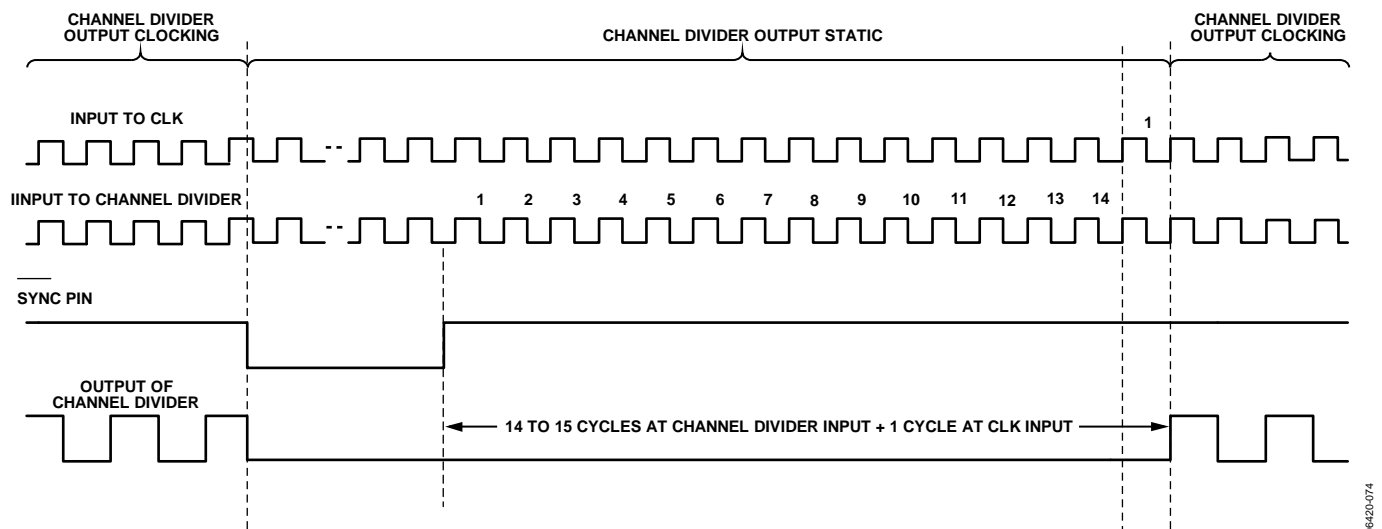 CHANNEL DIVIDER
OUTPUT CLOCKING
CHANNEL DIVIDER OUTPUT STATIC
CHANNEL DIVIDER
OUTPUT CLOCKING
INPUT TO CLK
1
IINPUT TO CHANNEL DIVIDER
1 2 3 4 5 6 7 8 9 10 11 12 13 14
SYNC PIN
OUTPUT OF
CHANNEL DIVIDER
14 TO 15 CYCLES AT CHANNEL DIVIDER INPUT + 1 CYCLE AT CLK INPUT
6420-074